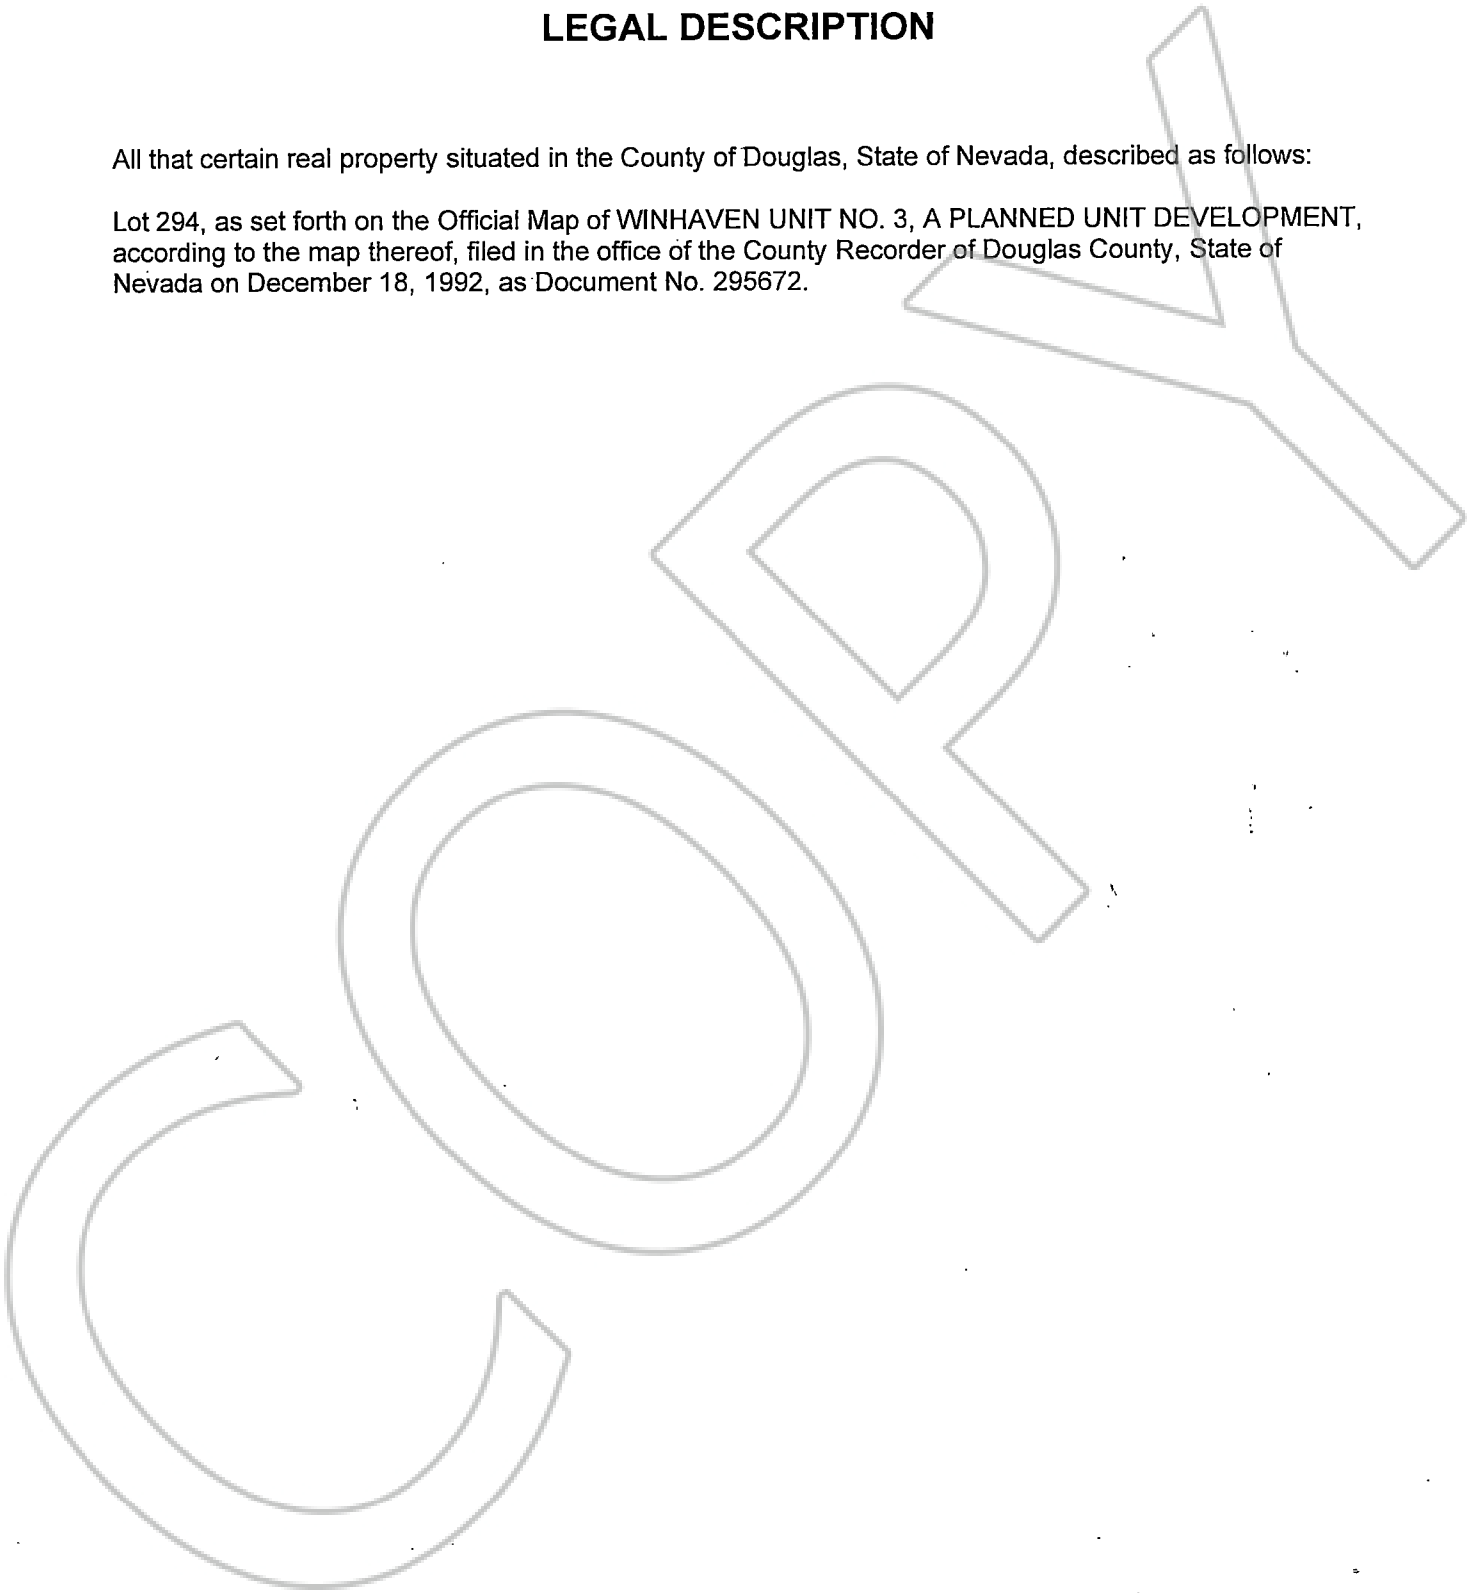 LEGAL DESCRIPTION
All that certain real property situated in the County of Douglas, State of Nevada, described as follows:
Lot 294, as set forth on the Official Map of WINHAVEN UNIT NO. 3, A PLANNED UNIT DEVELOPMENT,
according to the map thereof, filed in the office of the County Recorder of Douglas County, State of
Nevada on December 18, 1992, as Document No. 295672.
COPY